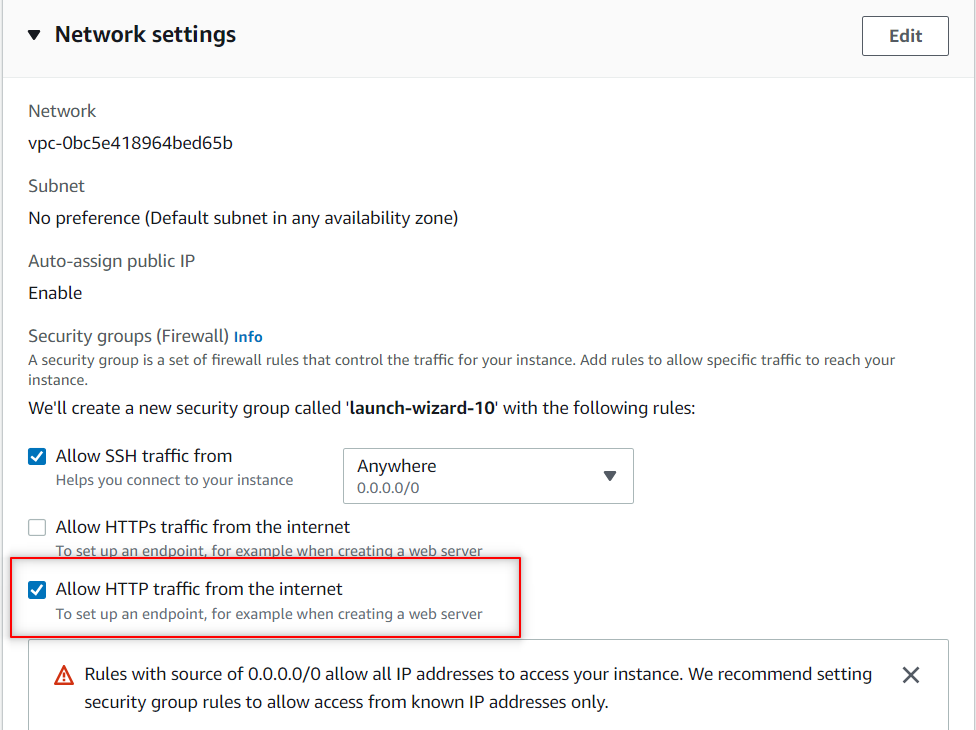 Network settings
Edit
Network
vpc-0bc5e418964bed65b
Subnet
No preference (Default subnet in any availability zone)
Auto-assign public IP
Enable
Security groups (Firewall) Info
A security group is a set of firewall rules that control the traffic for your instance. Add rules to allow specific traffic to reach your
instance.
We'll create a new security group called 'launch-wizard-10' with the following rules:
Allow SSH traffic from
Helps you connect to your instance
Anywhere
0.0.0.0/0
Allow HTTPs traffic from the internet
To set up an endpoint, for example when creating a web server
Allow HTTP traffic from the internet
To set up an endpoint, for example when creating a web server
Rules with source of 0.0.0.0/0 allow all IP addresses to access your instance. We recommend setting
security group rules to allow access from known IP addresses only.